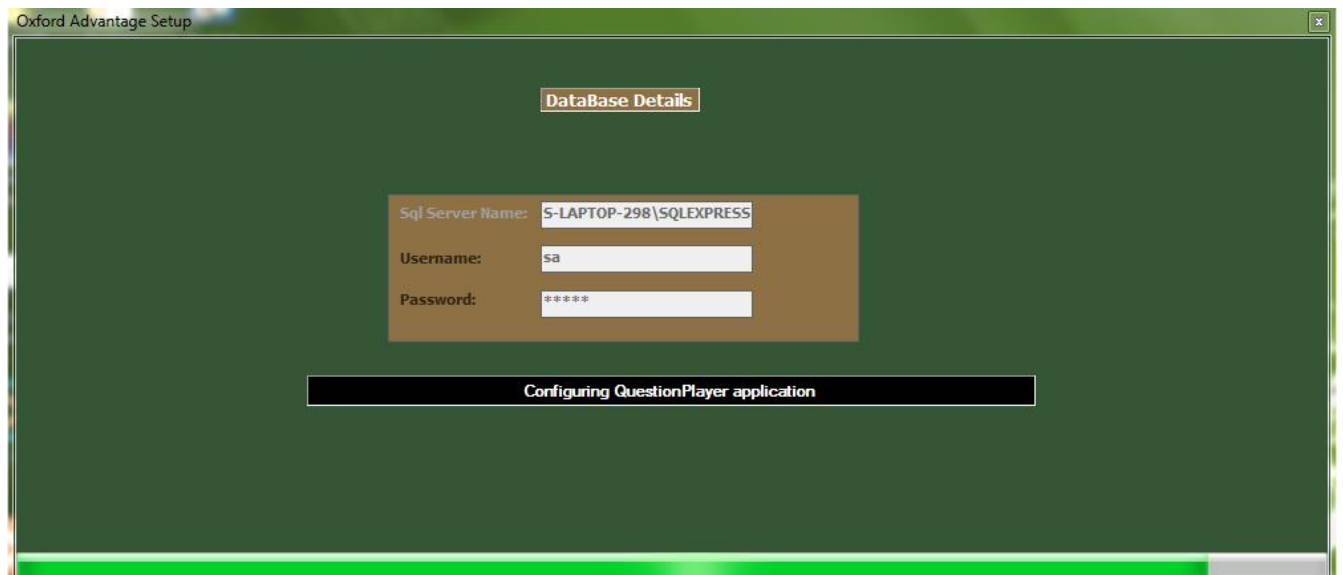 Oxford Advantage Setup
x
DataBase Details
Sql Server Name: S-LAPTOP-298\SQLEXPRESS
Username: sa
Password: *****
Configuring QuestionPlayer application